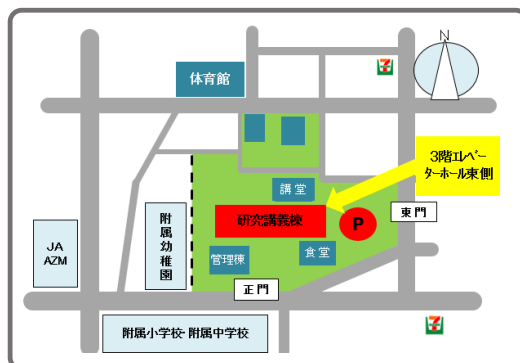 7
N
体育館
3階エレベー
ターホール東側
講堂
附属幼稚園
研究講義棟
P
東門
JA
AZM
管理棟
食堂
正門
附属小学校・附属中学校
7